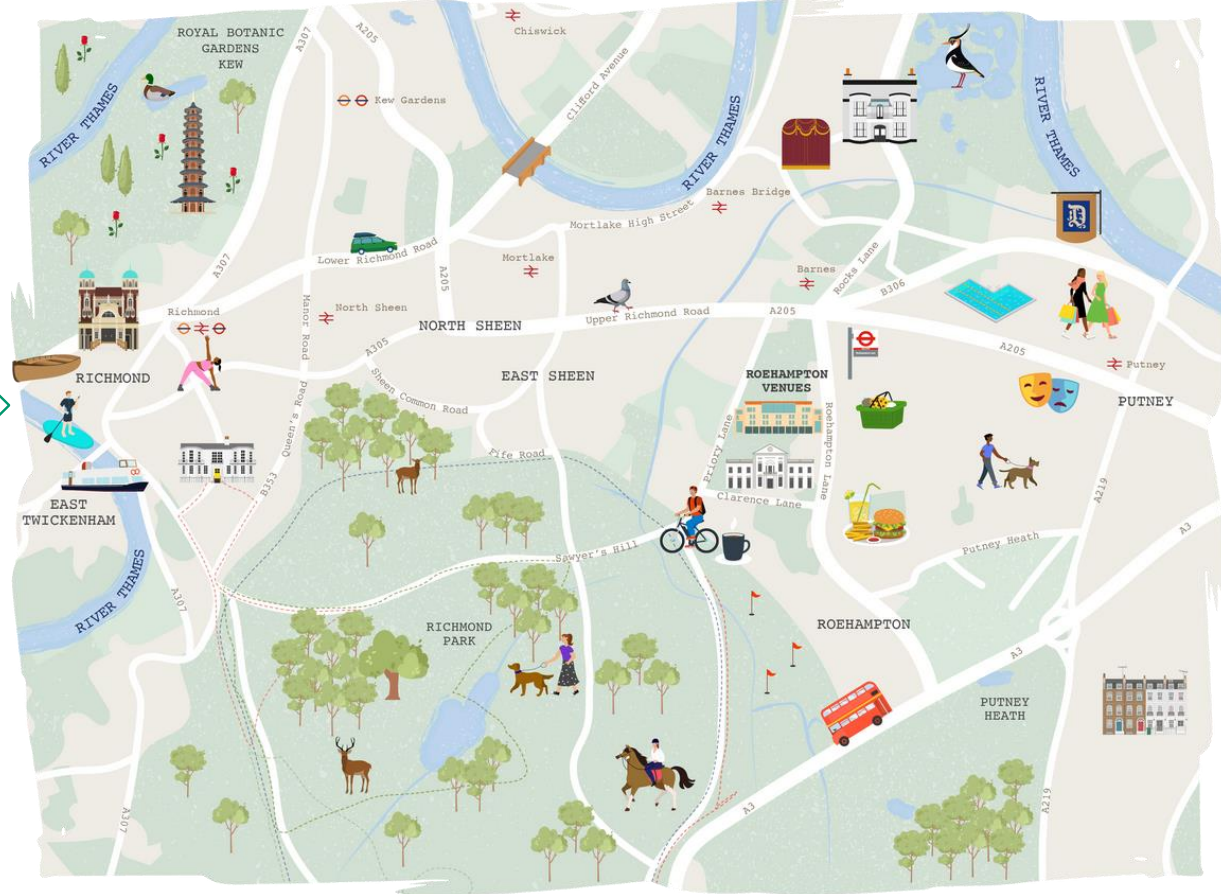 ROYAL BOTANIC
GARDENS
KEW
A307
A205
Chiswick
Clifford Avenue
RIVER THAMES
RIVER THAMES
RIVER THAMES
Kew Gardens
Barnes Bridge
Mortlake High Street
Lower Richmond Road
A307
A205
Mortlake
Barnes
Rocks Lane
B306
D
Richmond
Manor Road
North Sheen
NORTH SHEEN
Upper Richmond Road
A205
A205
A305
RICHMOND
EAST SHEEN
ROEHAMPTON
VENUES
Putney
PUTNEY
Sheen Common Road
Queen's Road
Fife Road
Priory Lane
Roehampton Lane
Clarence Lane
B353
A219
A3
EAST
TWICKENHAM
RIVER THAMES
A307
Sawyer's Hill
Putney Heath
RICHMOND
PARK
ROEHAMPTON
A3
PUTNEY
HEATH
A3
A219
A307